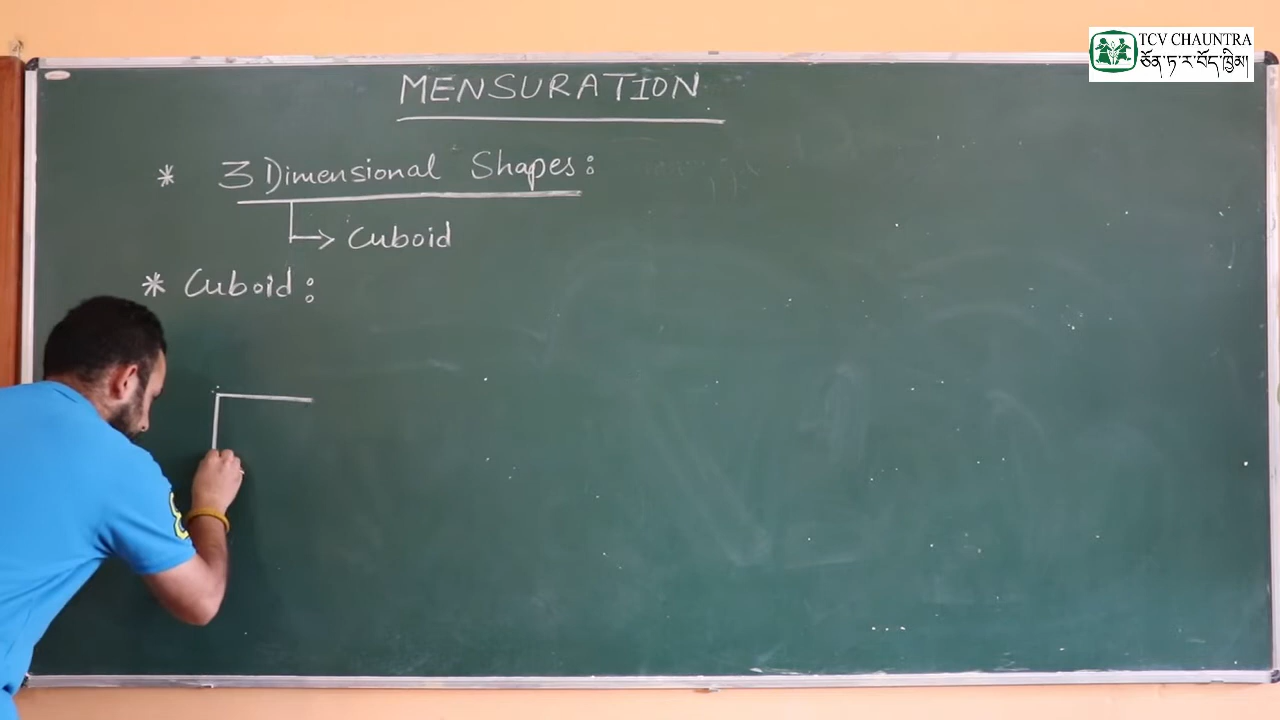 TCV CHAUNTRA
ཅོན་ཏ་ར་བོད་ཁྱིམ།
MENSURATION
* 3 Dimensional Shapes:
→ Cuboid
* Cuboid: